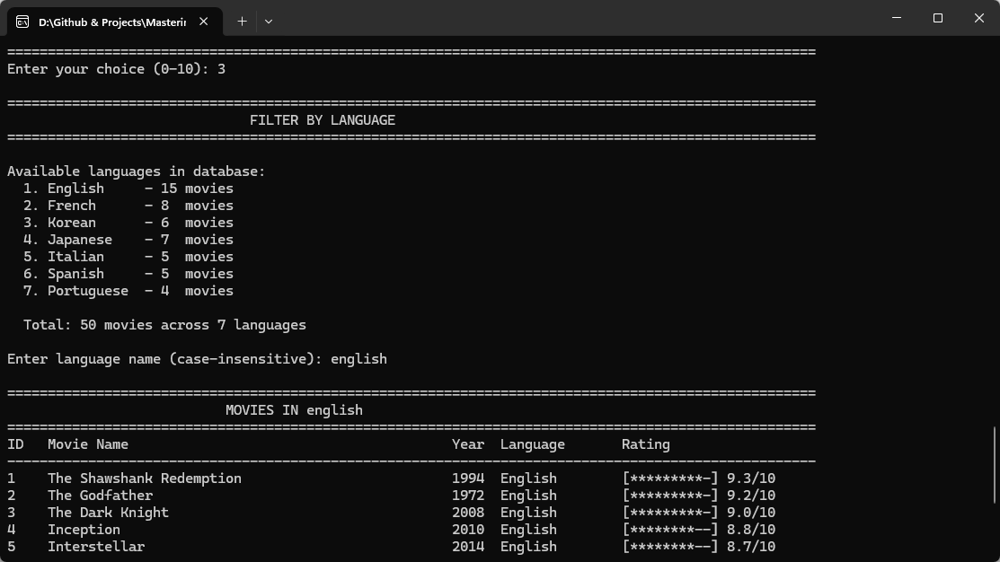 D:\Github & Projects\Masterin
====================================================================================================
Enter your choice (0-10): 3
====================================================================================================
                              FILTER BY LANGUAGE
====================================================================================================
Available languages in database:
  1. English     - 15 movies
  2. French      - 8  movies
  3. Korean      - 6  movies
  4. Japanese    - 7  movies
  5. Italian     - 5  movies
  6. Spanish     - 5  movies
  7. Portuguese  - 4  movies
  Total: 50 movies across 7 languages
Enter language name (case-insensitive): english
====================================================================================================
                           MOVIES IN english
====================================================================================================
ID   Movie Name                                        Year  Language       Rating
----------------------------------------------------------------------------------------------------
1    The Shawshank Redemption                          1994  English        [*********-] 9.3/10
2    The Godfather                                     1972  English        [*********-] 9.2/10
3    The Dark Knight                                   2008  English        [*********-] 9.0/10
4    Inception                                         2010  English        [********--] 8.8/10
5    Interstellar                                      2014  English        [********--] 8.7/10